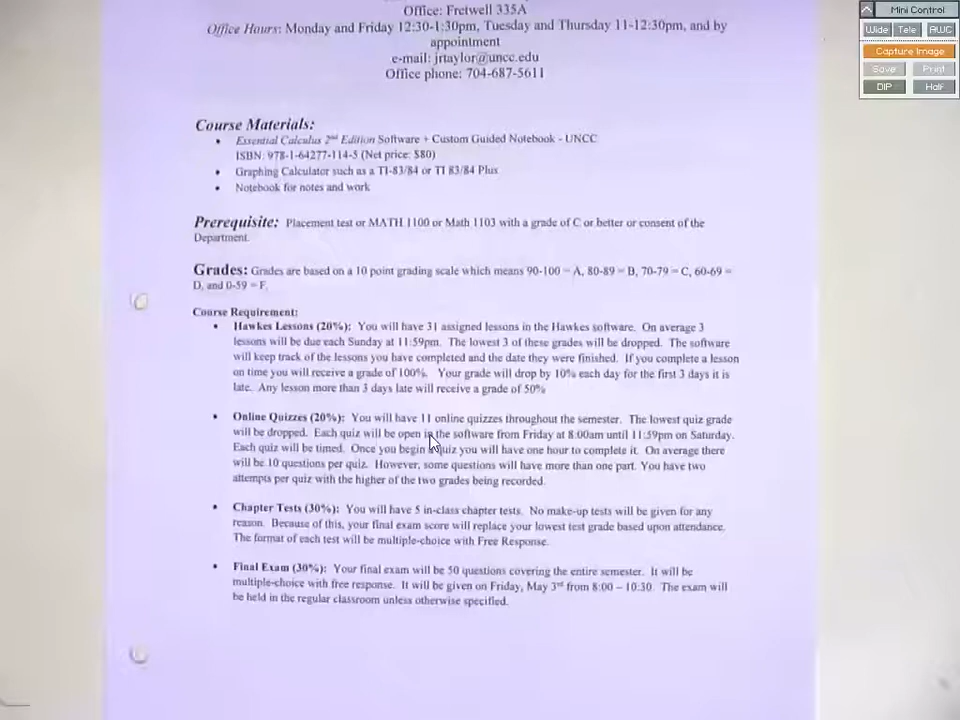 Office: Fretwell 335A
Office Hours: Monday and Friday 12:30-1:30pm, Tuesday and Thursday 11-12:30pm, and by
appointment
e-mail: jrtaylor@uncc.edu
Office phone: 704-687-5611
Mini Control
Wide Tele AWC
Capture Image
Save Print
DIP Half
Course Materials:
• Essential Calculus 2nd Edition Software + Custom Guided Notebook - UNCC
ISBN: 978-1-64277-114-5 (Net price: $80)
• Graphing Calculator such as a TI-83/84 or TI 83/84 Plus
• Notebook for notes and work
Prerequisite: Placement test or MATH 1100 or Math 1103 with a grade of C or better or consent of the
Department.
Grades: Grades are based on a 10 point grading scale which means 90-100 = A, 80-89 = B, 70-79 = C, 60-69 =
D, and 0-59 = F.
Course Requirement:
• Hawkes Lessons (20%): You will have 31 assigned lessons in the Hawkes software. On average 3
lessons will be due each Sunday at 11:59pm. The lowest 3 of these grades will be dropped. The software
will keep track of the lessons you have completed and the date they were finished. If you complete a lesson
on time you will receive a grade of 100%. Your grade will drop by 10% each day for the first 3 days it is
late. Any lesson more than 3 days late will receive a grade of 50%
• Online Quizzes (20%): You will have 11 online quizzes throughout the semester. The lowest quiz grade
will be dropped. Each quiz will be open in the software from Friday at 8:00am until 11:59pm on Saturday.
Each quiz will be timed. Once you begin a quiz you will have one hour to complete it. On average there
will be 10 questions per quiz. However, some questions will have more than one part. You have two
attempts per quiz with the higher of the two grades being recorded.
• Chapter Tests (30%): You will have 5 in-class chapter tests. No make-up tests will be given for any
reason. Because of this, your final exam score will replace your lowest test grade based upon attendance.
The format of each test will be multiple-choice with Free Response.
• Final Exam (30%): Your final exam will be 50 questions covering the entire semester. It will be
multiple-choice with free response. It will be given on Friday, May 3rd from 8:00 – 10:30. The exam will
be held in the regular classroom unless otherwise specified.